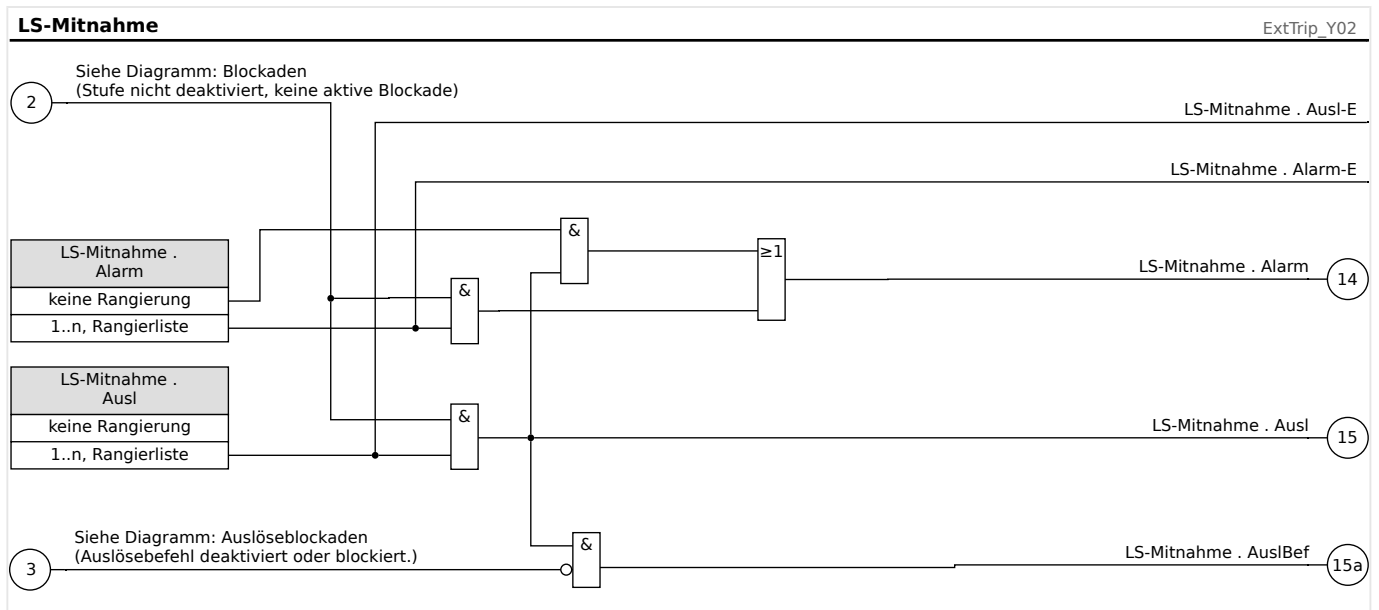 LS-Mitnahme
ExtTrip_Y02
Siehe Diagramm: Blockaden
(Stufe nicht deaktiviert, keine aktive Blockade)
2
LS-Mitnahme . Ausl-E
LS-Mitnahme . Alarm-E
LS-Mitnahme .
Alarm
keine Rangierung
1..n, Rangierliste
&
&
≥1
LS-Mitnahme . Alarm
14
LS-Mitnahme .
Ausl
keine Rangierung
1..n, Rangierliste
&
LS-Mitnahme . Ausl
15
Siehe Diagramm: Auslöseblockaden
(Auslösebefehl deaktiviert oder blockiert.)
3
&
LS-Mitnahme . AuslBef
15a